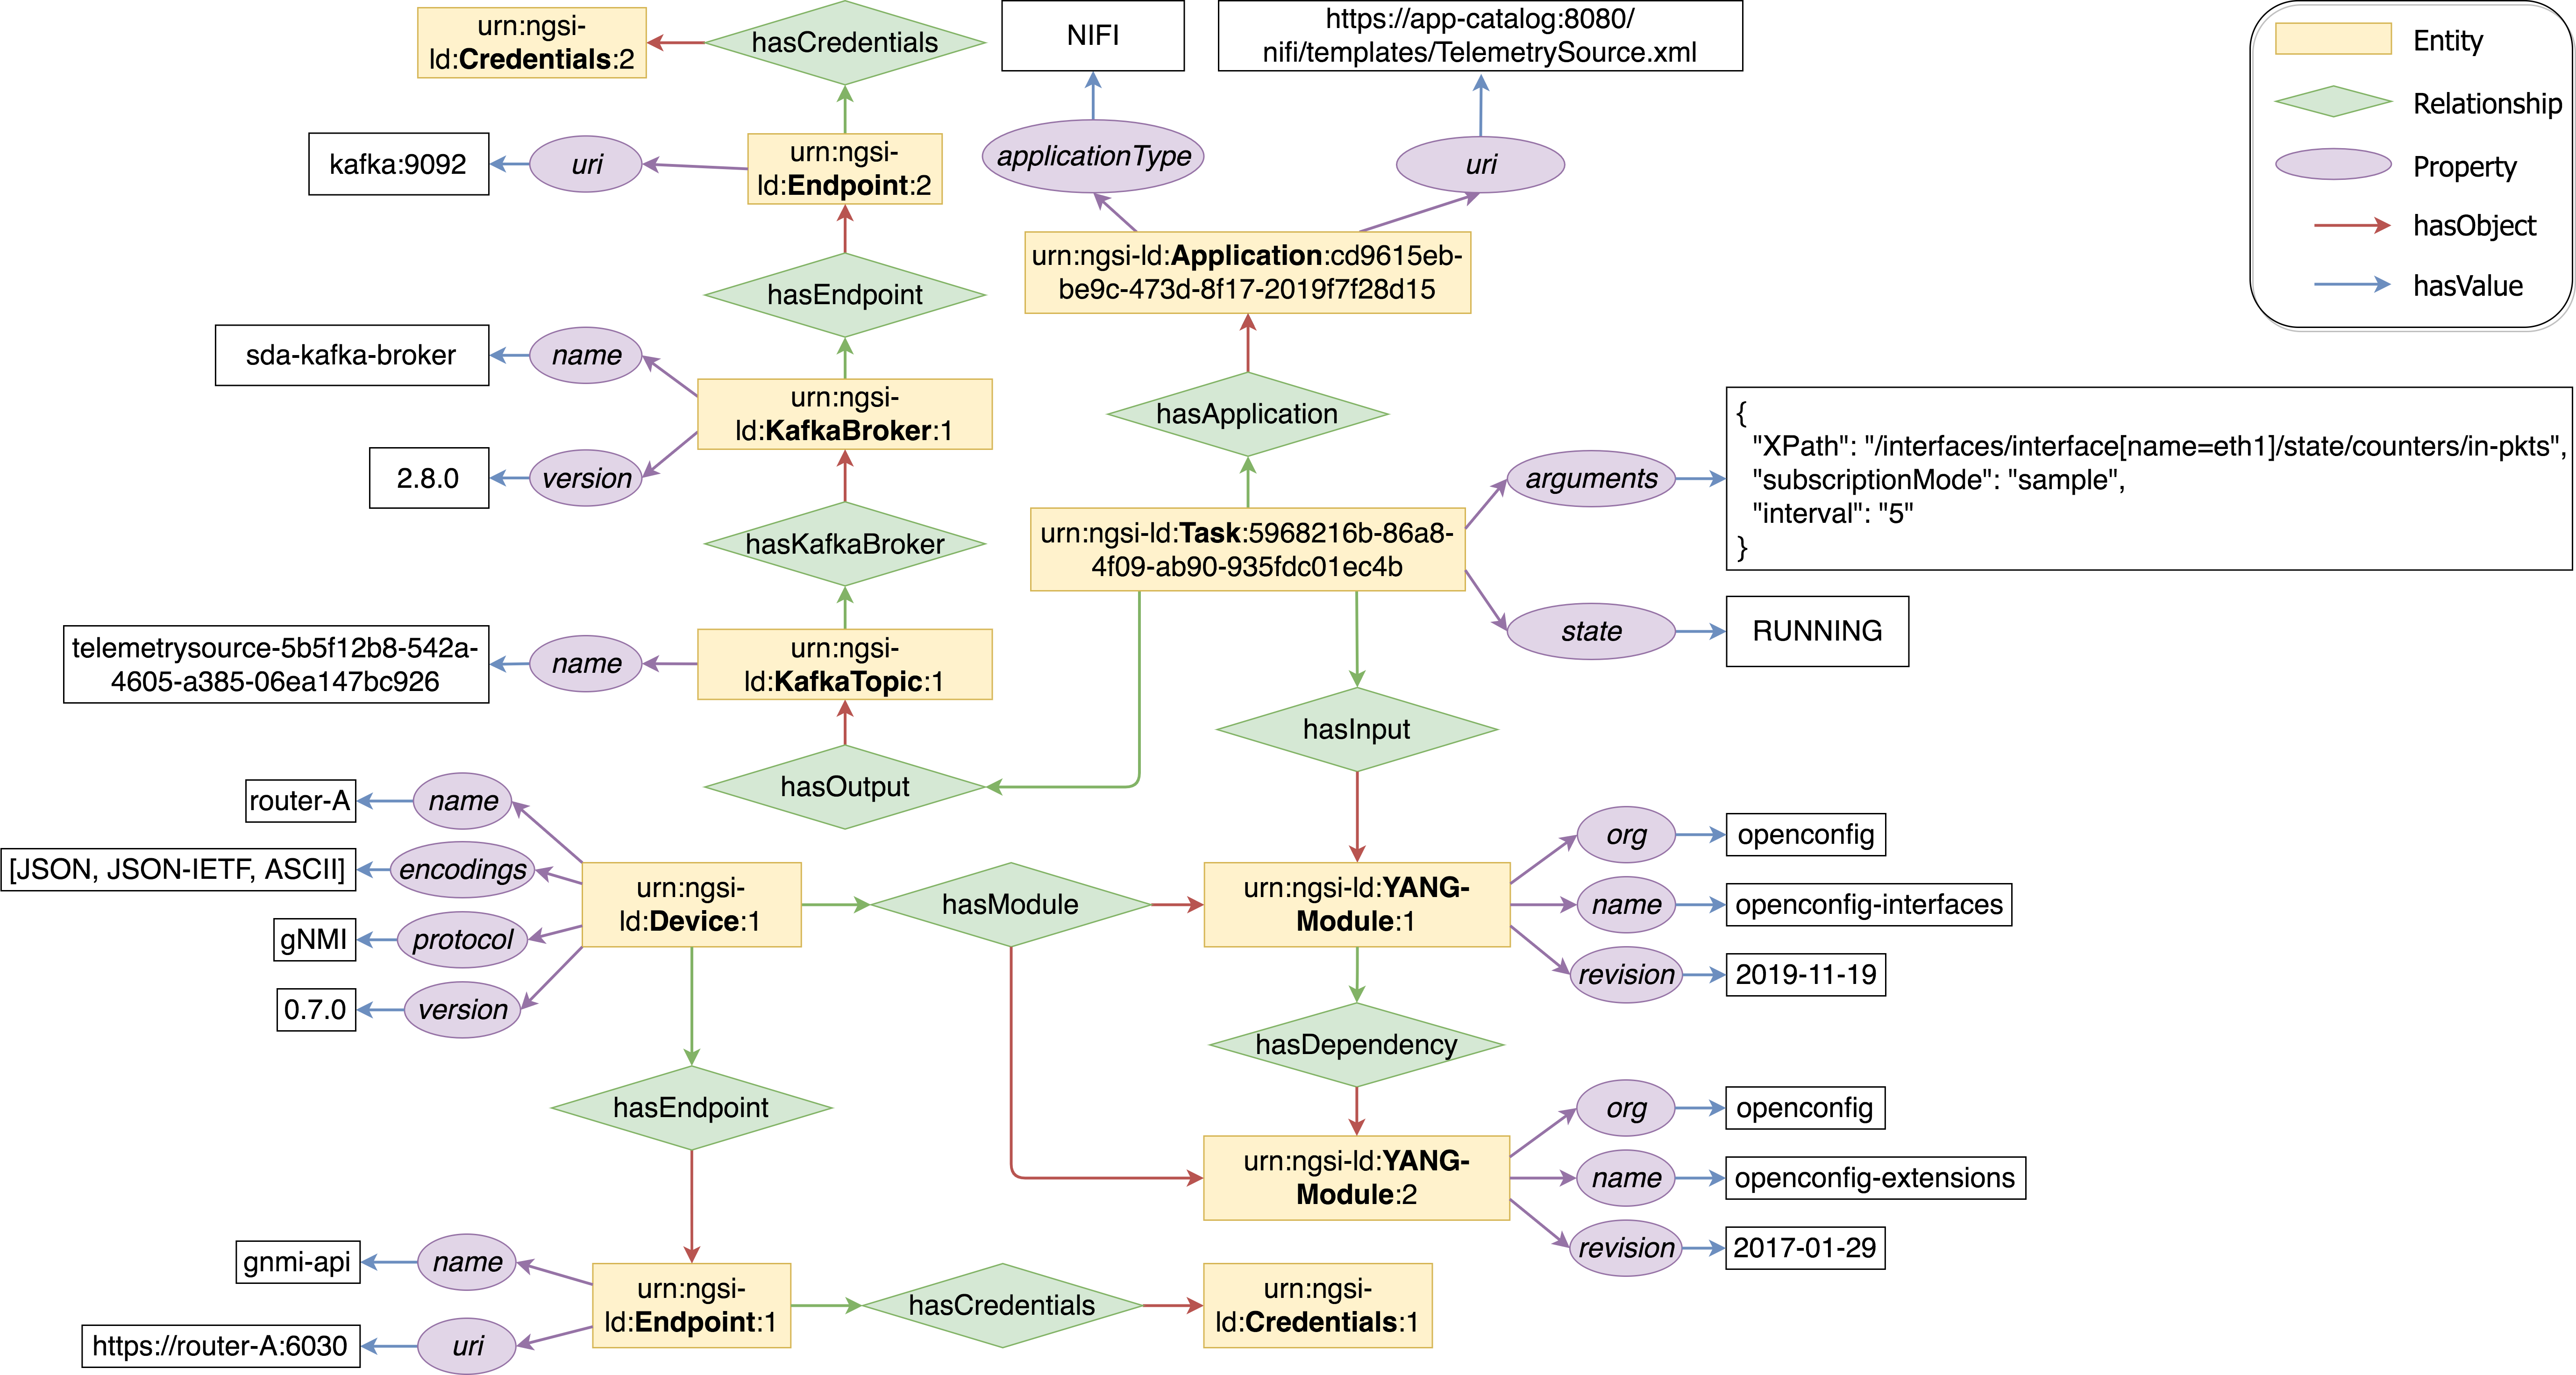 urn:ngsi-
ld:Credentials:2
hasCredentials
NIFI
https://app-catalog:8080/
nifi/templates/TelemetrySource.xml
Entity
Relationship
Property
hasObject
hasValue
kafka:9092
uri
urn:ngsi-
ld:Endpoint:2
applicationType
uri
hasEndpoint
urn:ngsi-ld:Application:cd9615eb-
be9c-473d-8f17-2019f7f28d15
sda-kafka-broker
name
urn:ngsi-
ld:KafkaBroker:1
2.8.0
version
hasApplication
{
"XPath": "/interfaces/interface[name=eth1]/state/counters/in-pkts",
"subscriptionMode": "sample",
"interval": "5"
}
arguments
hasKafkaBroker
urn:ngsi-ld:Task:5968216b-86a8-
4f09-ab90-935fdc01ec4b
state
RUNNING
telemetrysource-5b5f12b8-542a-
4605-a385-06ea147bc926
name
urn:ngsi-
ld:KafkaTopic:1
hasInput
hasOutput
router-A
name
[JSON, JSON-IETF, ASCII]
encodings
gNMI
protocol
0.7.0
version
urn:ngsi-
ld:Device:1
hasModule
urn:ngsi-ld:YANG-
Module:1
org
openconfig
name
openconfig-interfaces
revision
2019-11-19
hasDependency
hasEndpoint
urn:ngsi-ld:YANG-
Module:2
org
openconfig
name
openconfig-extensions
revision
2017-01-29
gnmi-api
name
https://router-A:6030
uri
urn:ngsi-
ld:Endpoint:1
hasCredentials
urn:ngsi-
ld:Credentials:1